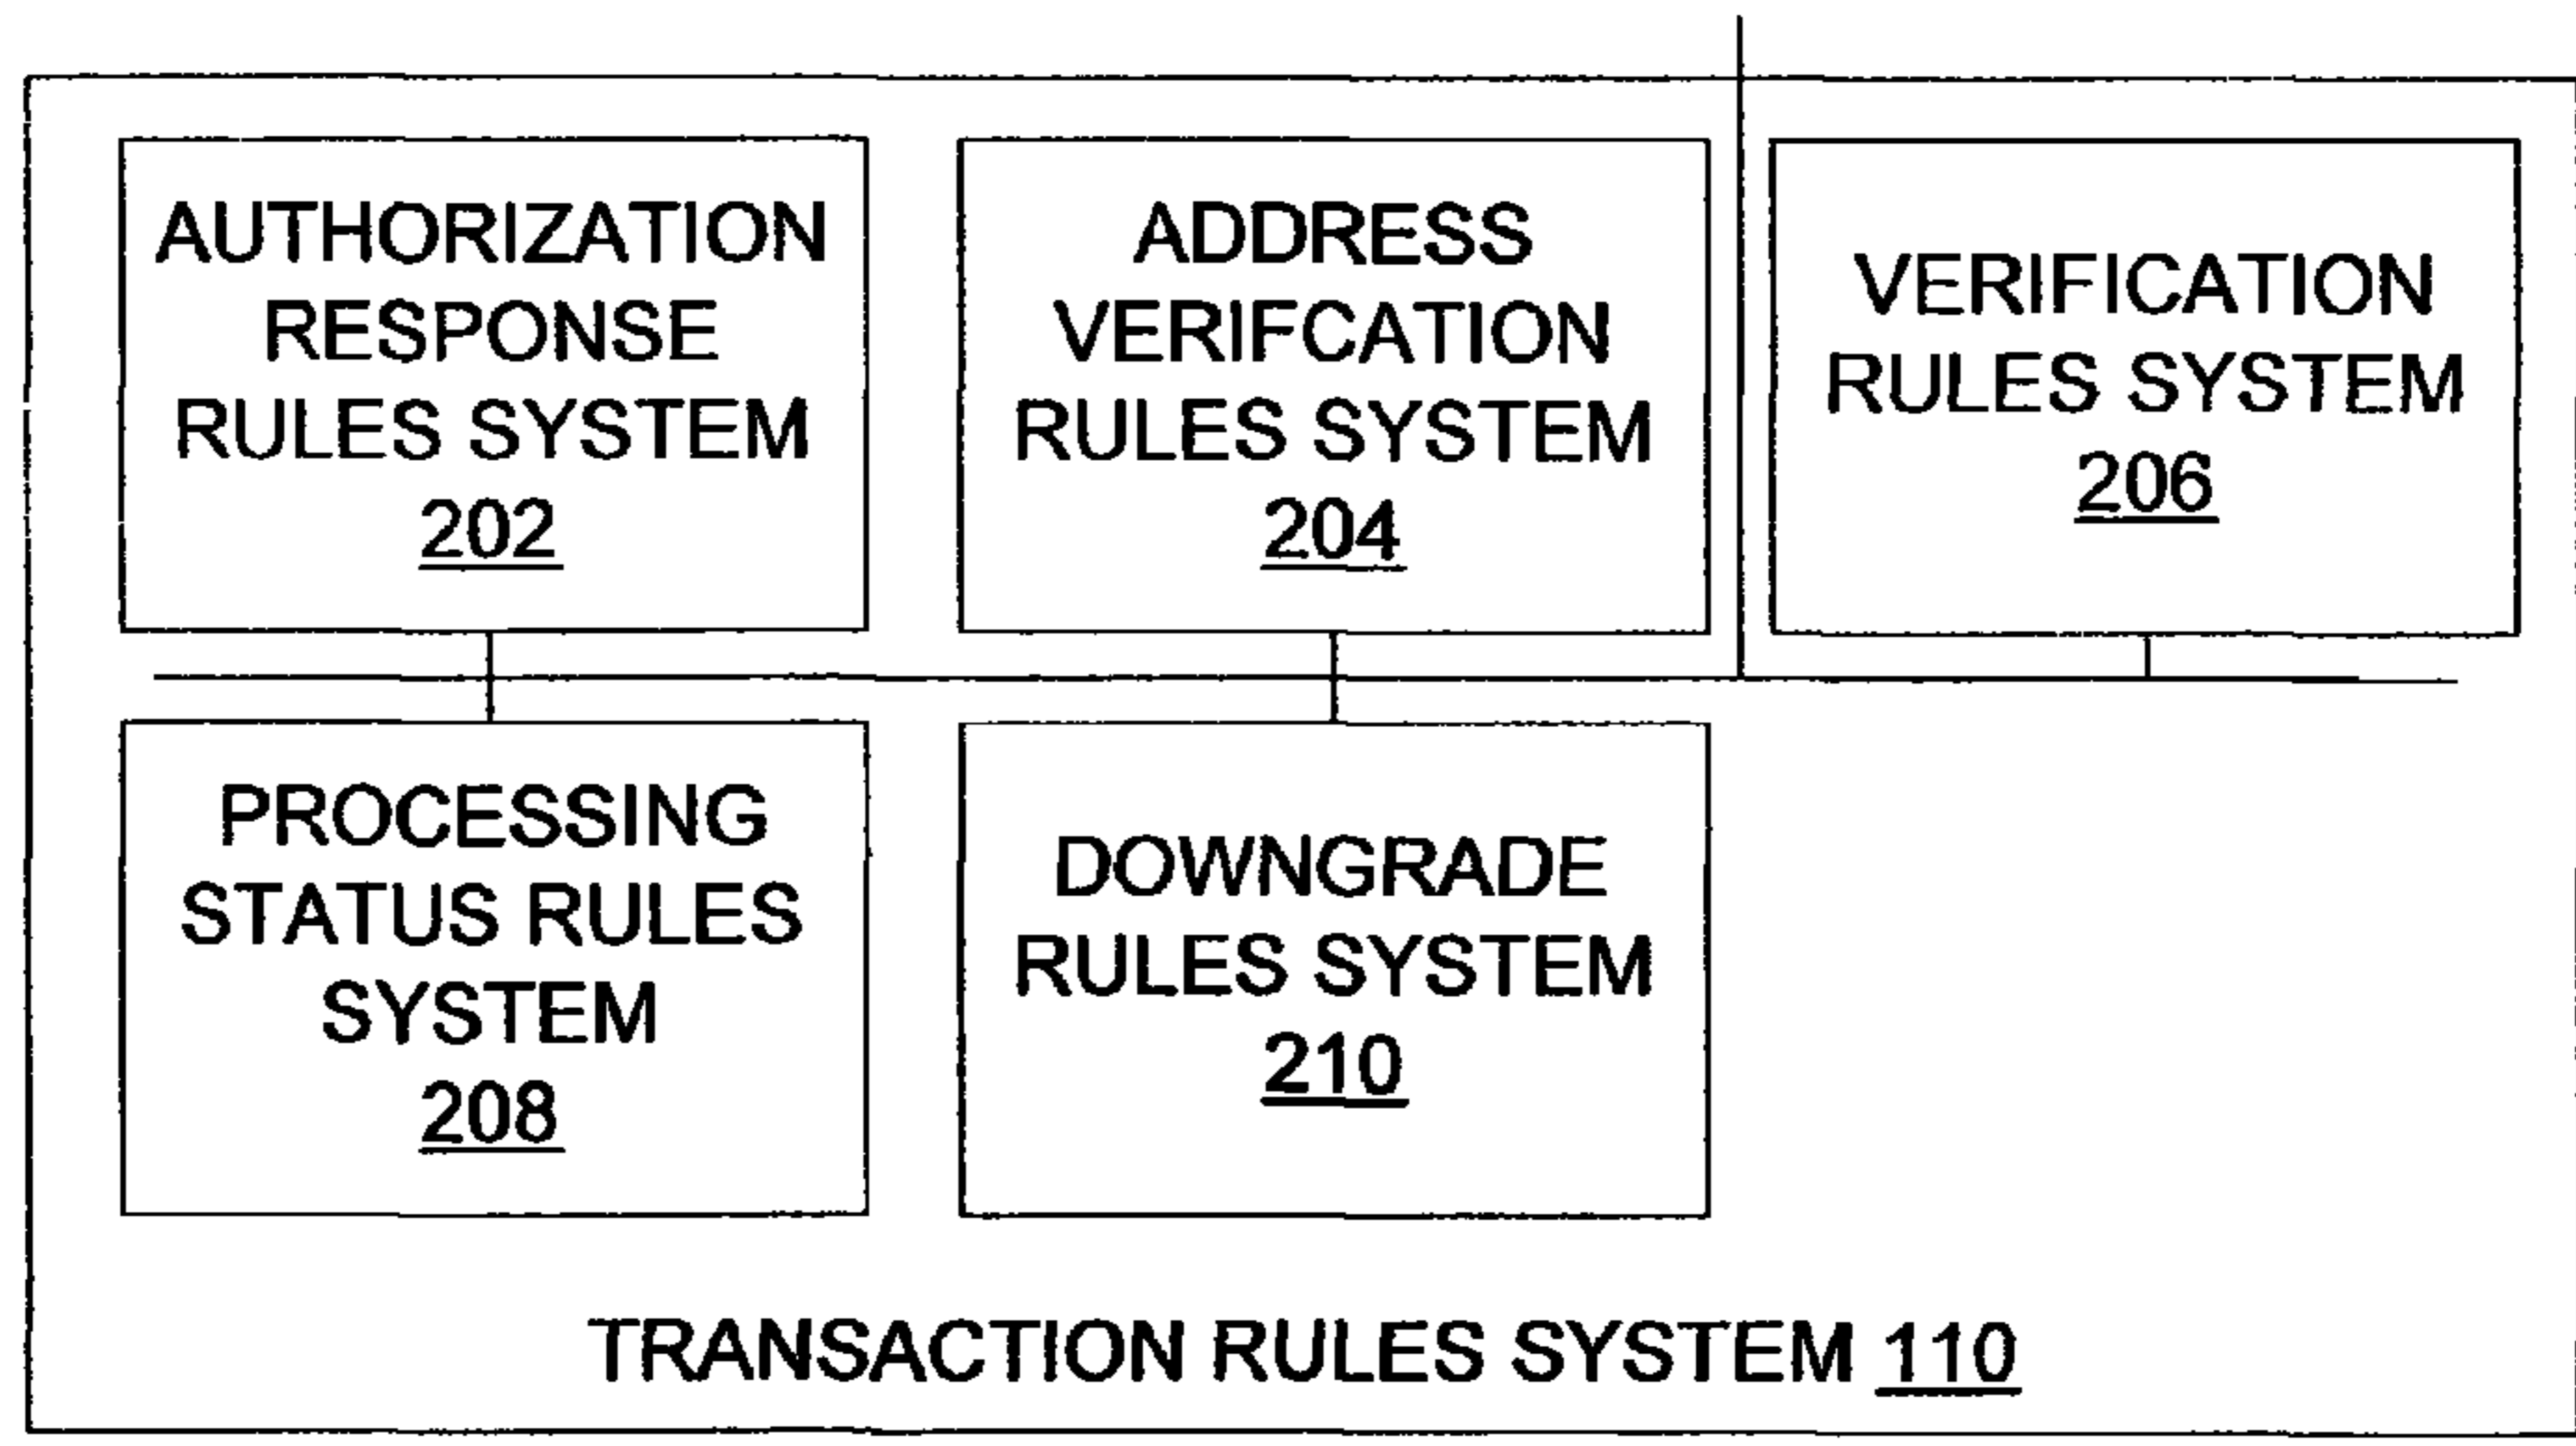 AUTHORIZATION
RESPONSE
RULES SYSTEM
202
ADDRESS
VERIFCATION
RULES SYSTEM
204
VERIFICATION
RULES SYSTEM
206
PROCESSING
STATUS RULES
SYSTEM
208
DOWNGRADE
RULES SYSTEM
210
TRANSACTION RULES SYSTEM 110